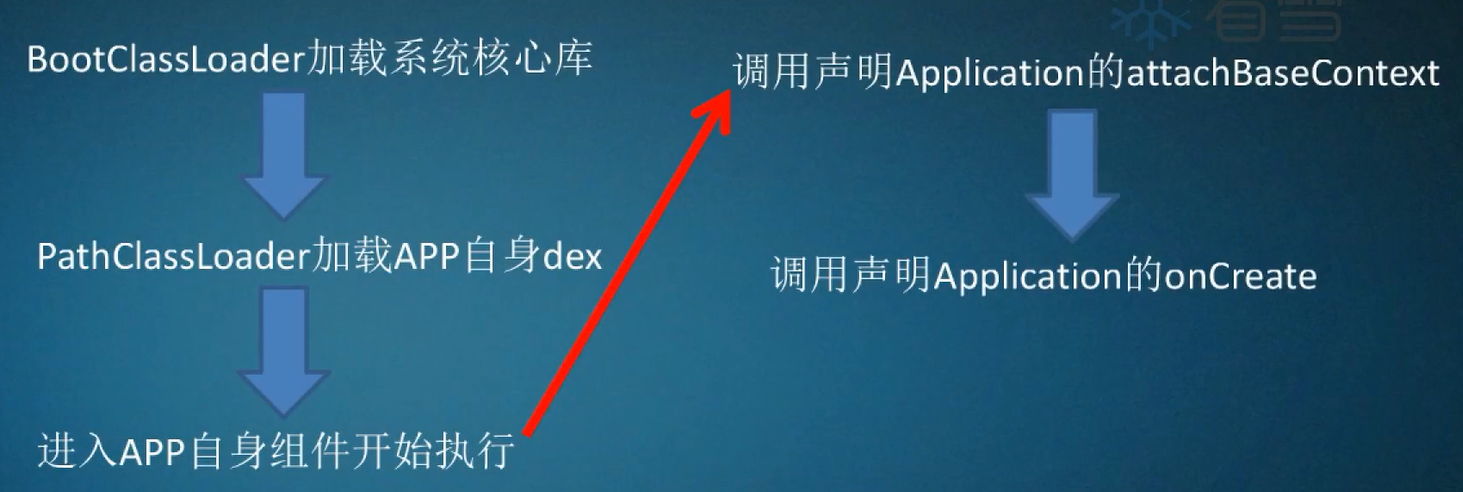 BootClassLoader加载系统核心库
PathClassLoader加载APP自身dex
进入APP自身组件开始执行
调用声明Application的attachBaseContext
调用声明Application的onCreate